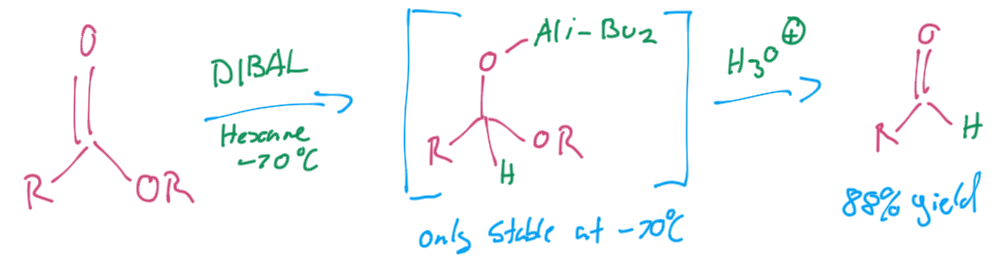 O
R
OR
DIBAL
Hexane
-70°C
O-Ali-Bu2
R
OR
H
only stable at -70°C
H3O⊕
O
R
H
88% yield